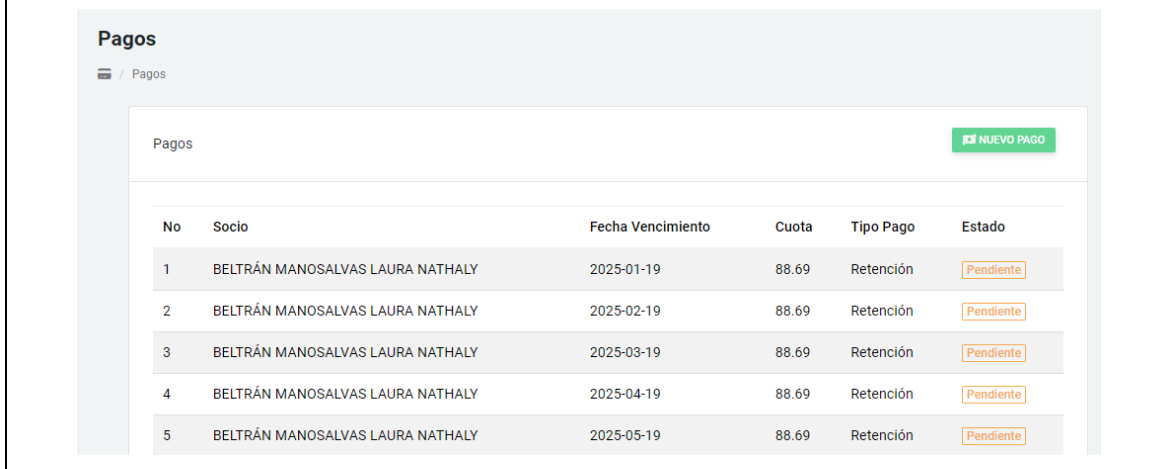 Pagos
/ Pagos
Pagos
NUEVO PAGO
No Socio Fecha Vencimiento Cuota Tipo Pago Estado
1 BELTRÁN MANOSALVAS LAURA NATHALY 2025-01-19 88.69 Retención Pendiente
2 BELTRÁN MANOSALVAS LAURA NATHALY 2025-02-19 88.69 Retención Pendiente
3 BELTRÁN MANOSALVAS LAURA NATHALY 2025-03-19 88.69 Retención Pendiente
4 BELTRÁN MANOSALVAS LAURA NATHALY 2025-04-19 88.69 Retención Pendiente
5 BELTRÁN MANOSALVAS LAURA NATHALY 2025-05-19 88.69 Retención Pendiente